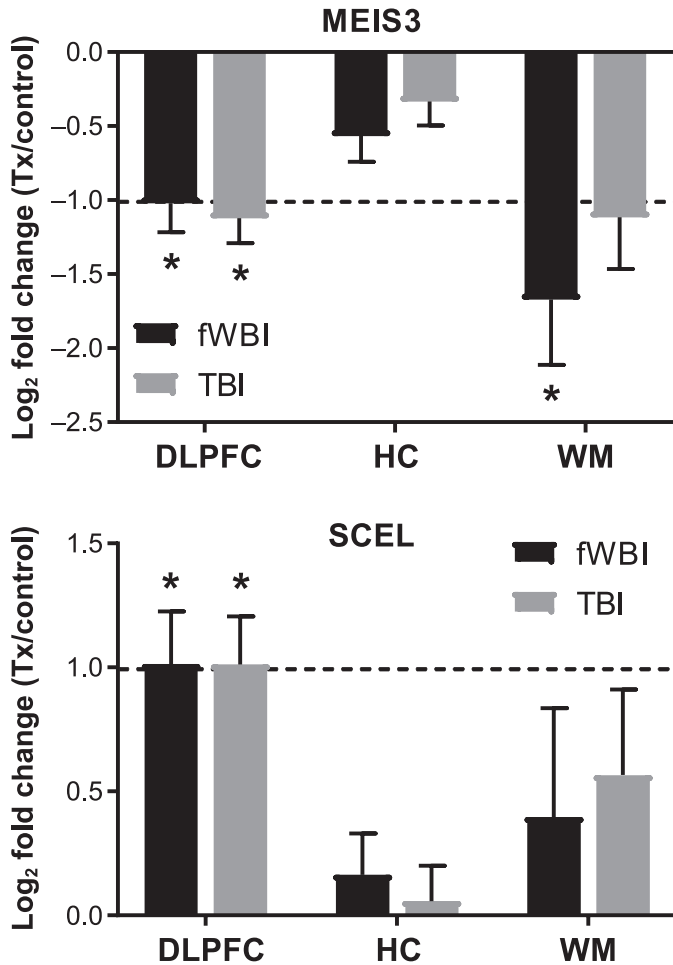 MEIS3
Log₂ fold change (Tx/control)
0.0
–0.5
–1.0
–1.5
–2.0
–2.5
* * *
fWBI
TBI
DLPFC HC WM
SCEL
Log₂ fold change (Tx/control)
1.5
1.0
0.5
0.0
* *
fWBI
TBI
DLPFC HC WM